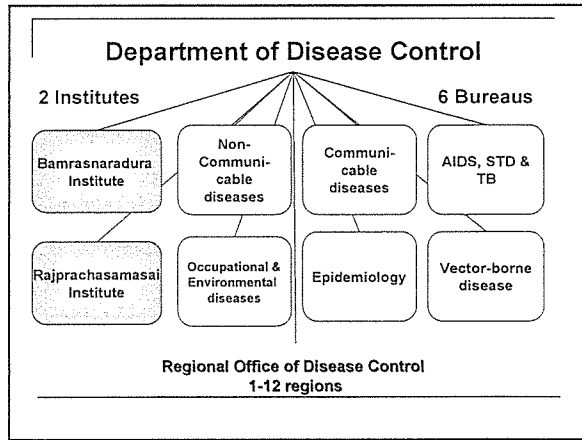 Department of Disease Control
2 Institutes
6 Bureaus
Bamrasnaradura
Institute
Non-
Communi-
cable
diseases
Communi-
cable
diseases
AIDS, STD &
TB
Rajprachasamasai
Institute
Occupational &
Environmental
diseases
Epidemiology
Vector-borne
disease
Regional Office of Disease Control
1-12 regions